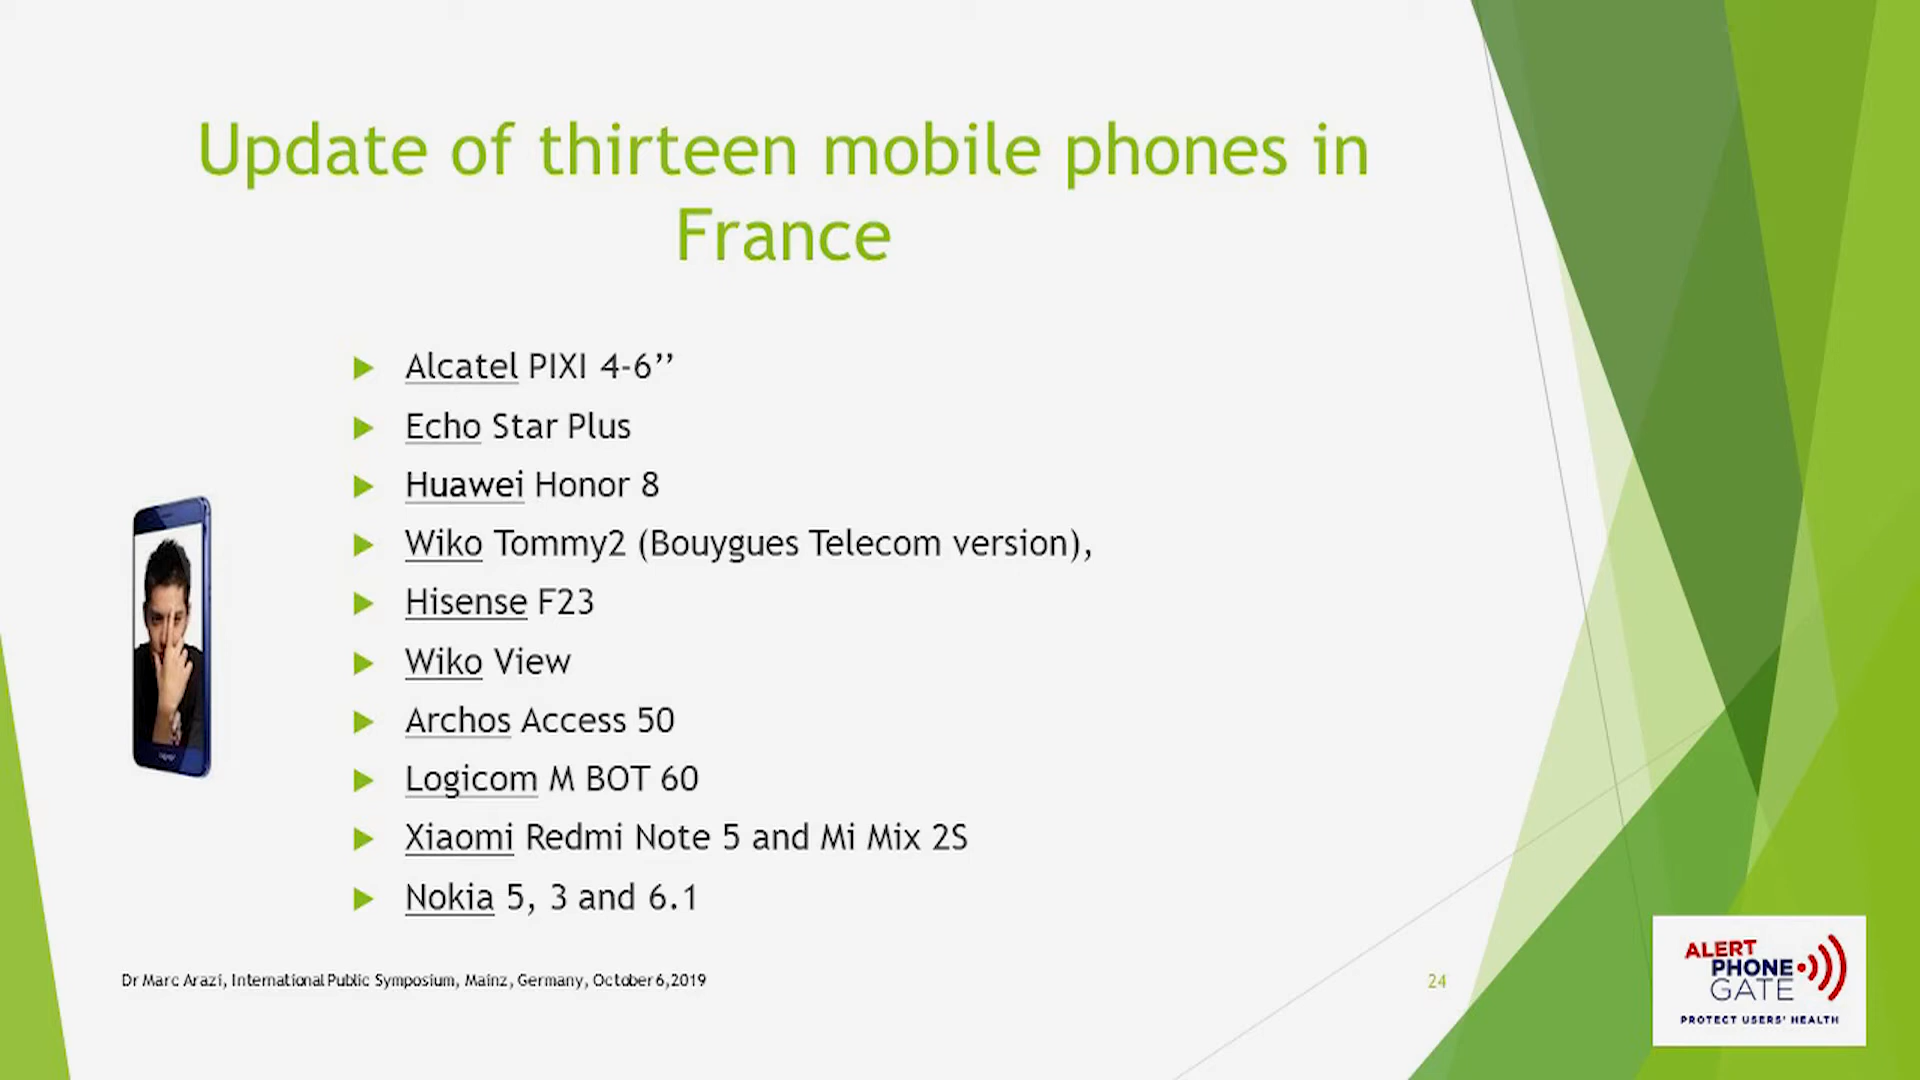 Update of thirteen mobile phones in
France
Alcatel PIXI 4-6’’
Echo Star Plus
Huawei Honor 8
Wiko Tommy2 (Bouygues Telecom version),
Hisense F23
Wiko View
Archos Access 50
Logicom M BOT 60
Xiaomi Redmi Note 5 and Mi Mix 2S
Nokia 5, 3 and 6.1
Dr Marc Arazi, International Public Symposium, Mainz, Germany, October 6,2019
24
ALERT
PHONE
GATE
PROTECT USERS' HEALTH